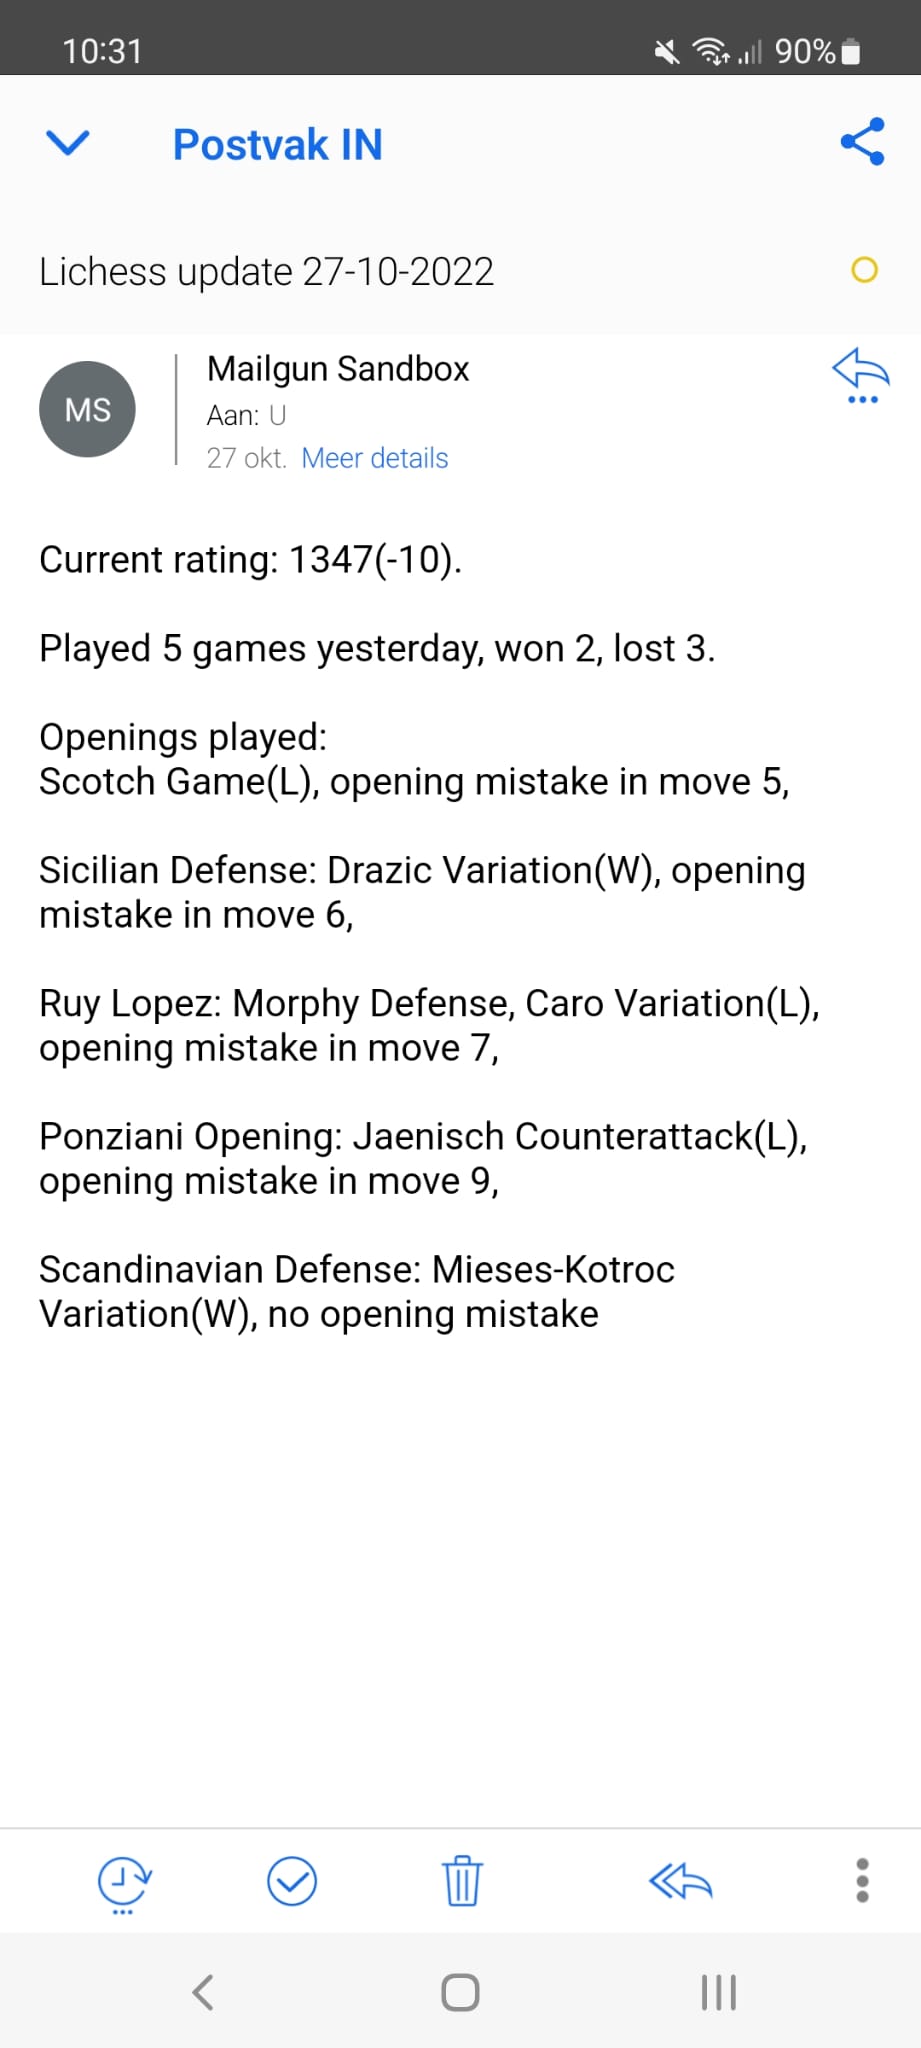 10:31
90%
Postvak IN
Lichess update 27-10-2022
MS
Mailgun Sandbox
Aan: U
27 okt. Meer details
Current rating: 1347(-10).
Played 5 games yesterday, won 2, lost 3.
Openings played:
Scotch Game(L), opening mistake in move 5,
Sicilian Defense: Drazic Variation(W), opening
mistake in move 6,
Ruy Lopez: Morphy Defense, Caro Variation(L),
opening mistake in move 7,
Ponziani Opening: Jaenisch Counterattack(L),
opening mistake in move 9,
Scandinavian Defense: Mieses-Kotroc
Variation(W), no opening mistake